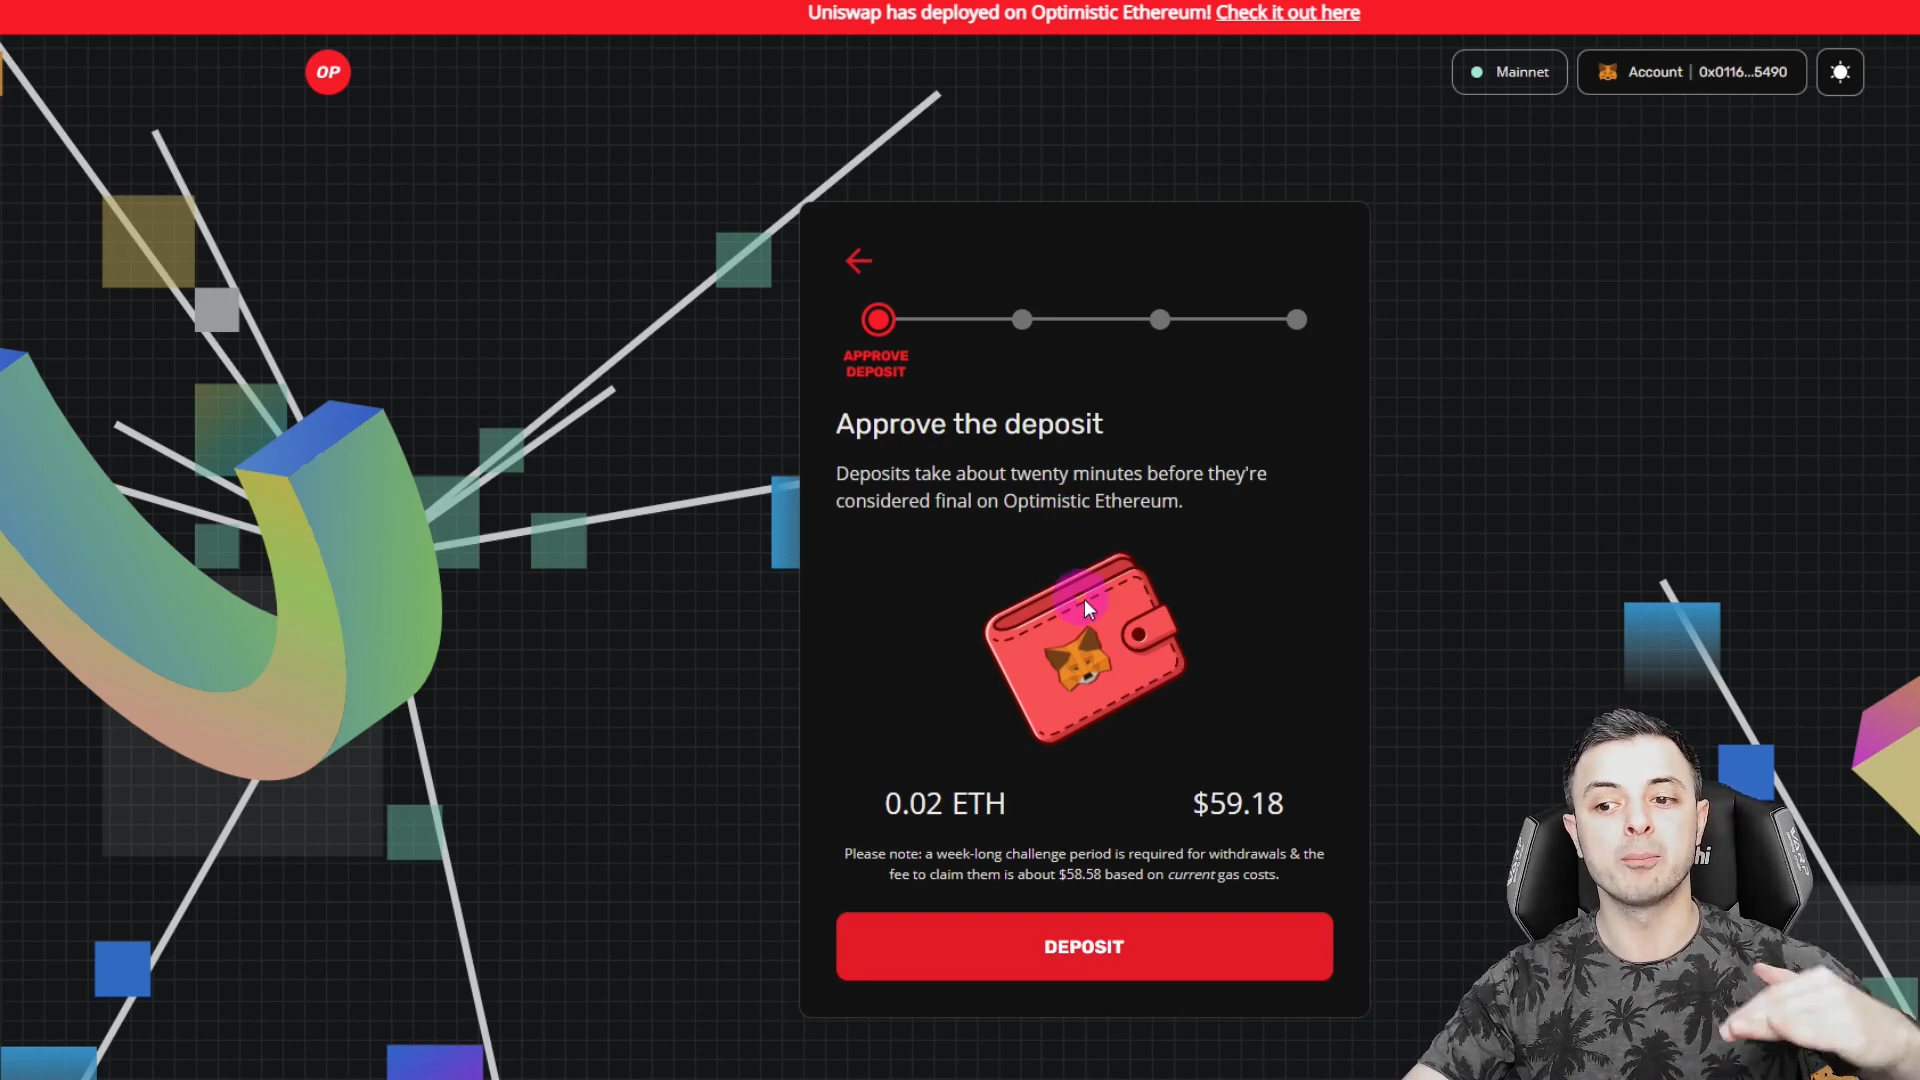 Uniswap has deployed on Optimistic Ethereum! Check it out here
OP
Mainnet
Account | 0x0116...5490
APPROVE
DEPOSIT
Approve the deposit
Deposits take about twenty minutes before they're
considered final on Optimistic Ethereum.
0.02 ETH
$59.18
Please note: a week-long challenge period is required for withdrawals & the
fee to claim them is about $58.58 based on current gas costs.
DEPOSIT